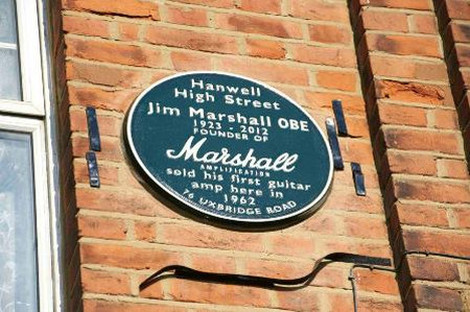 Hanwell
High Street
Jim Marshall OBE
1923 - 2012
FOUNDER OF
Marshall
AMPLIFICATION
sold his first guitar
amp here in
1962
76 UXBRIDGE ROAD